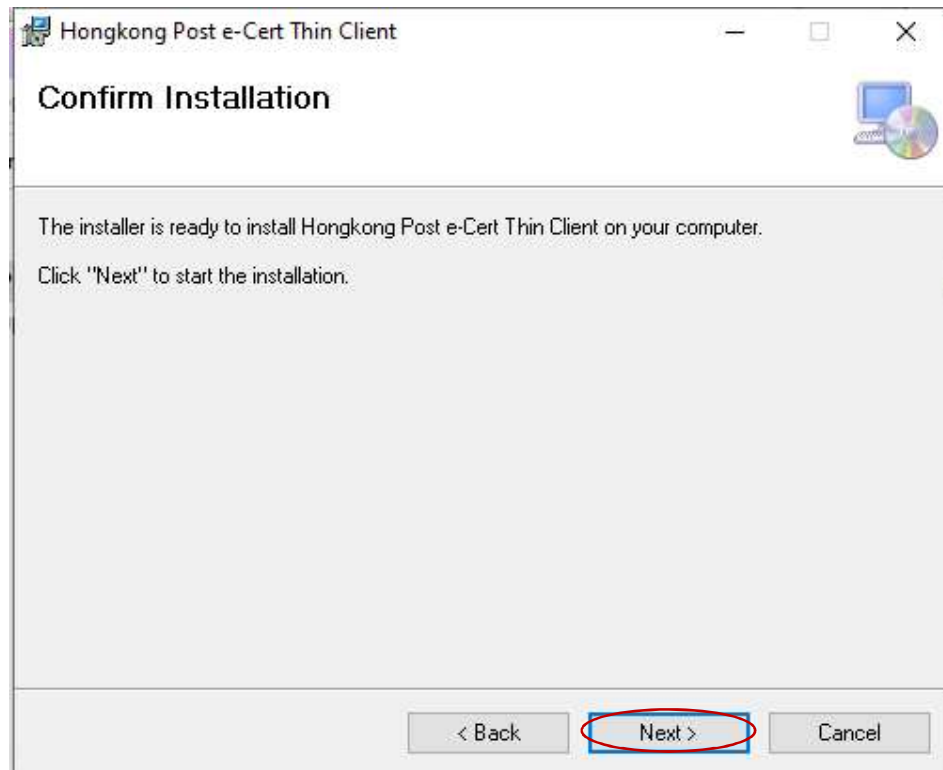 Hongkong Post e-Cert Thin Client
Confirm Installation
The installer is ready to install Hongkong Post e-Cert Thin Client on your computer.
Click "Next" to start the installation.
< Back Next > Cancel